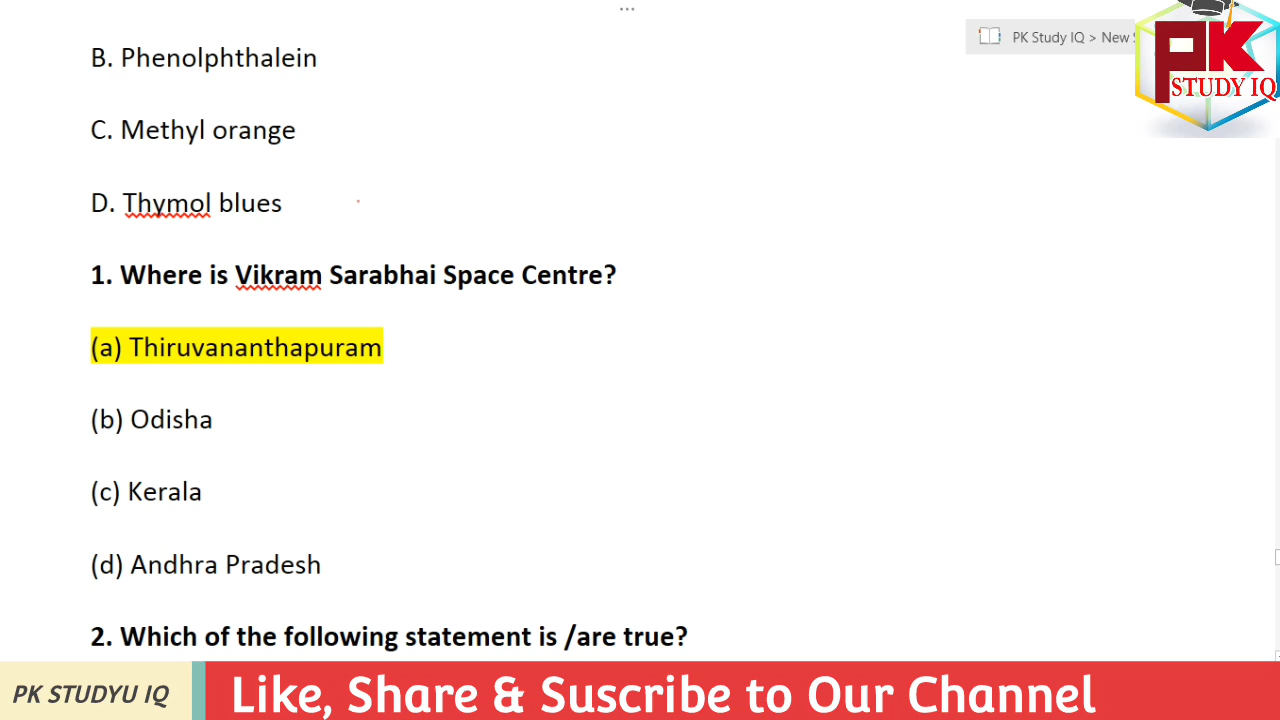 ...
B. Phenolphthalein
PK Study IQ > New
PK
STUDY IQ
C. Methyl orange
D. Thymol blues
1. Where is Vikram Sarabhai Space Centre?
(a) Thiruvananthapuram
(b) Odisha
(c) Kerala
(d) Andhra Pradesh
2. Which of the following statement is /are true?
PK STUDYU IQ
Like, Share & Suscribe to Our Channel